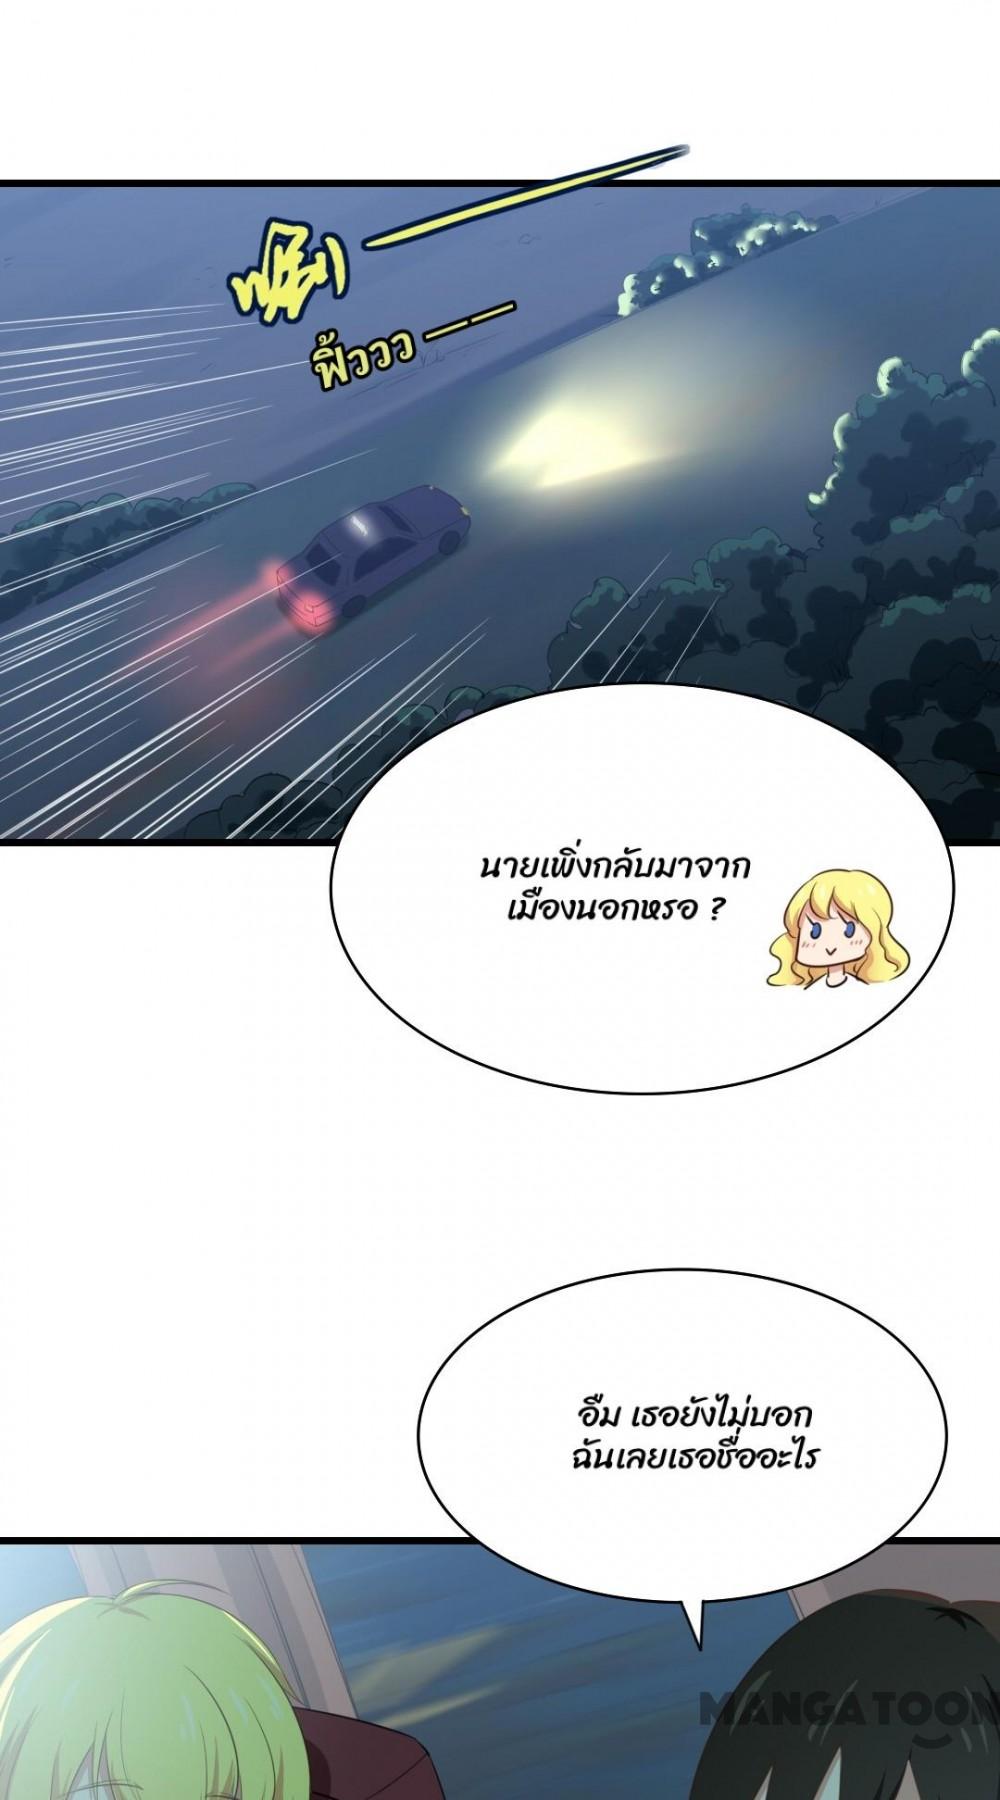 ฟิ้ววว
นายเพิ่งกลับมาจาก
เมืองนอกหรอ ?
อืม เธอยังไม่บอก
ฉันเลยเธอชื่ออะไร
MANGATOON